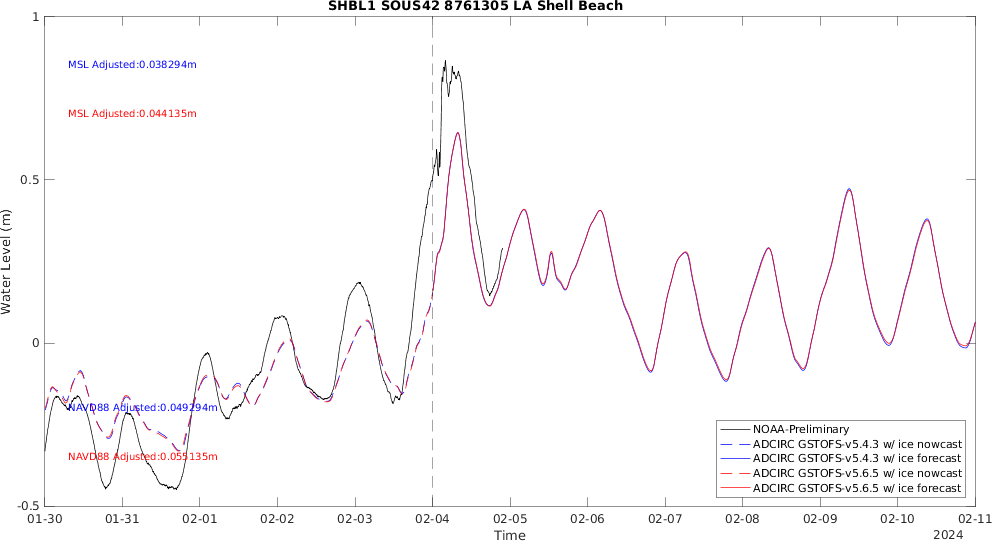 SHBL1 SOUS42 8761305 LA Shell Beach
MSL Adjusted:0.038294m
MSL Adjusted:0.044135m
NAVD88 Adjusted:0.049294m
NAVD88 Adjusted:0.055135m
Water Level (m)
1
0.5
0
-0.5
NOAA-Preliminary
ADCIRC GSTOFS-v5.4.3 w/ ice nowcast
ADCIRC GSTOFS-v5.4.3 w/ ice forecast
ADCIRC GSTOFS-v5.6.5 w/ ice nowcast
ADCIRC GSTOFS-v5.6.5 w/ ice forecast
01-30 01-31 02-01 02-02 02-03 02-04 02-05 02-06 02-07 02-08 02-09 02-10 02-11
Time
2024